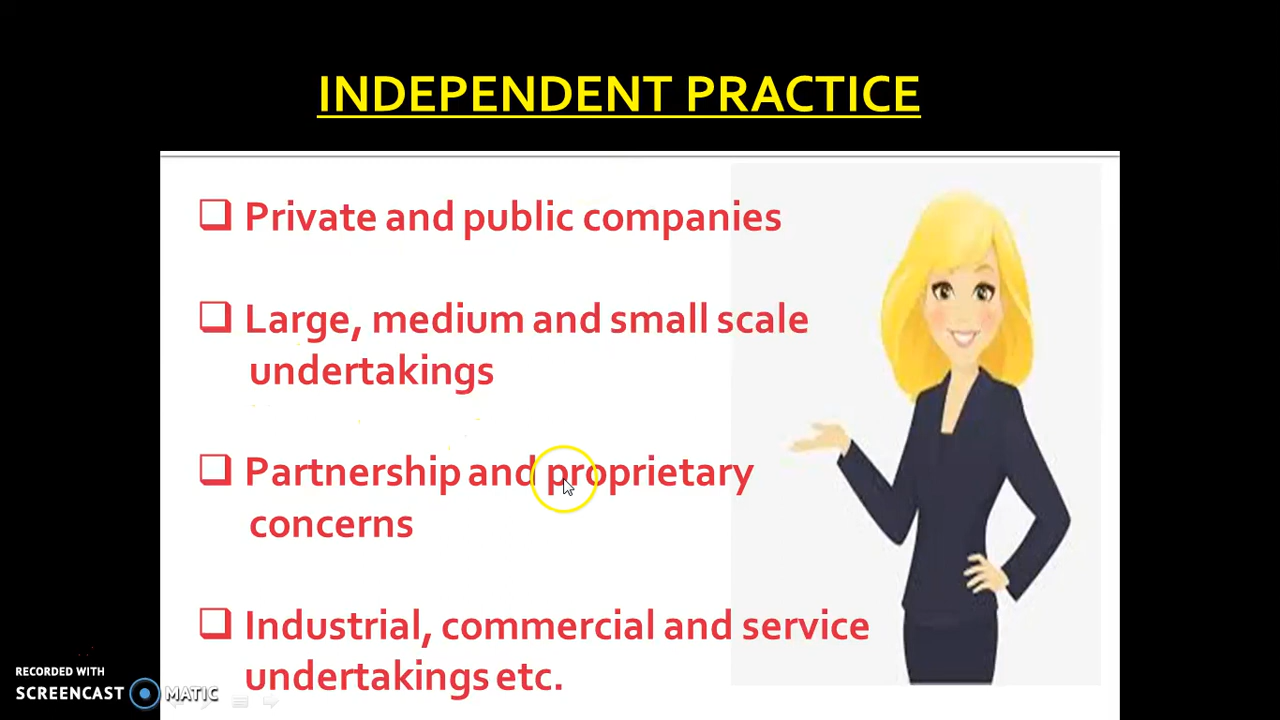 INDEPENDENT PRACTICE
Private and public companies
Large, medium and small scale
undertakings
Partnership and proprietary
concerns
Industrial, commercial and service
undertakings etc.
RECORDED WITH
SCREENCAST MATIC